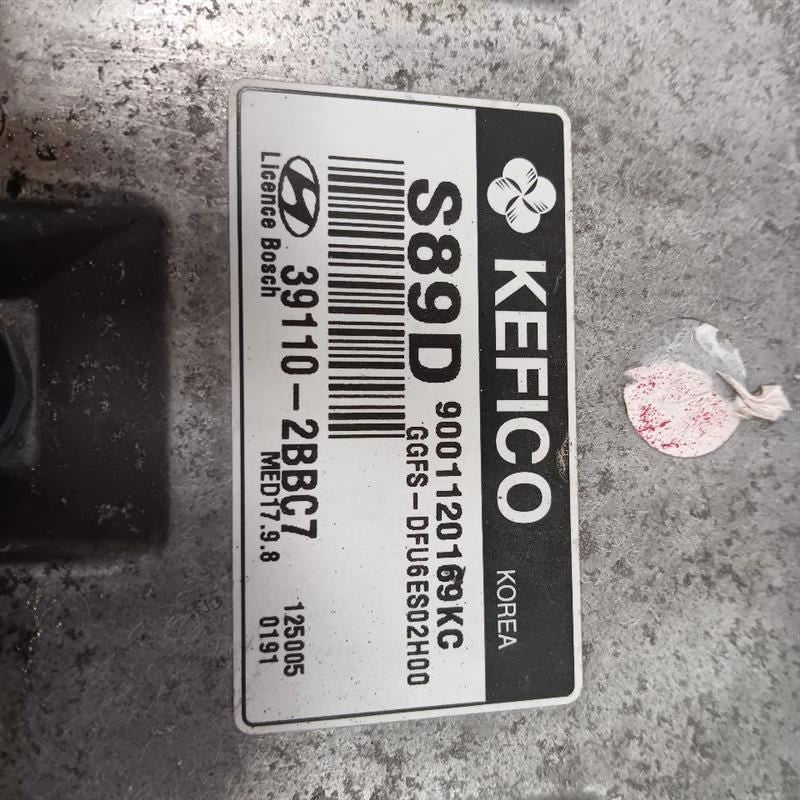 KEFICO KOREA
S89D 9001120169KC
GGFS-DFU6ES02H00
39110-2BBC7 125005
Licence Bosch MED17.9.8 0191